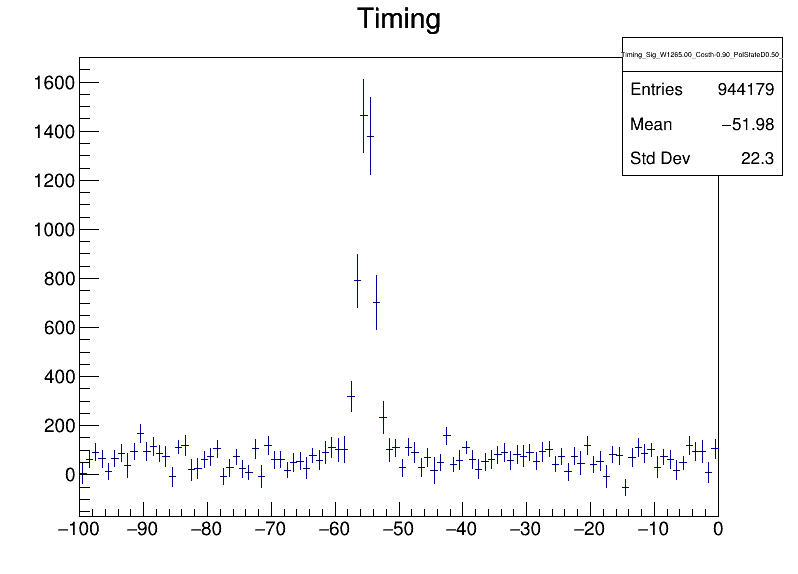 Timing
Timing_Sig_W1265.00_Costh-0.90_PolStateD0.50_
Entries 944179
Mean −51.98
Std Dev 22.3
1600
1400
1200
1000
800
600
400
200
0
−100 −90 −80 −70 −60 −50 −40 −30 −20 −10 0